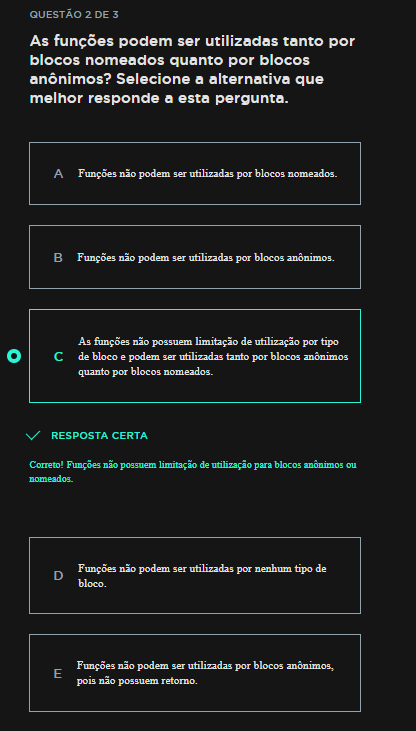 QUESTÃO 2 DE 3
As funções podem ser utilizadas tanto por
blocos nomeados quanto por blocos
anônimos? Selecione a alternativa que
melhor responde a esta pergunta.
A
Funções não podem ser utilizadas por blocos nomeados.
B
Funções não podem ser utilizadas por blocos anônimos.
C
As funções não possuem limitação de utilização por tipo
de bloco e podem ser utilizadas tanto por blocos anônimos
quanto por blocos nomeados.
RESPOSTA CERTA
Correto! Funções não possuem limitação de utilização para blocos anônimos ou
nomeados.
D
Funções não podem ser utilizadas por nenhum tipo de
bloco.
E
Funções não podem ser utilizadas por blocos anônimos,
pois não possuem retorno.